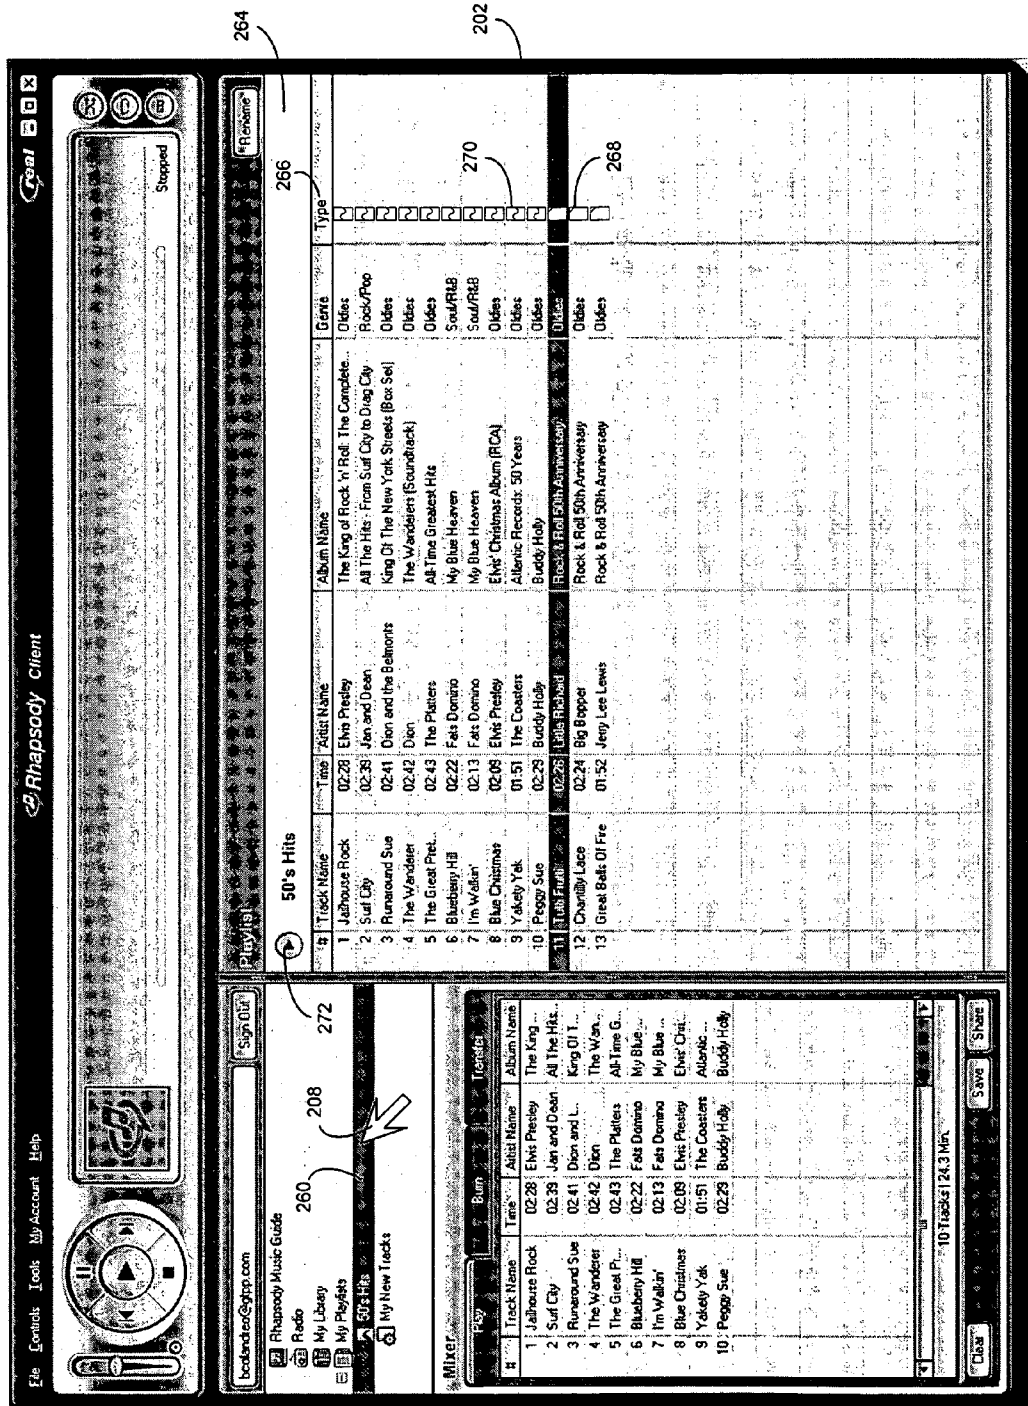 File Controls Tools My Account Help
Rhapsody Client
real
Stopped
bcolandreo@gtpp.com
Sign Out
Rhapsody Music Guide
Radio
My Library
My Playlists
50's Hits
My New Tracks
260
208
Mixer
Play Burn Transfer
# Track Name Time Artist Name Album Name
1 Jailhouse Rock 02:28 Elvis Presley The King ...
2 Surf City 02:39 Jan and Dean All The Hits...
3 Runaround Sue 02:41 Dion and t... King Of T...
4 The Wanderer 02:42 Dion The Wan...
5 The Great Pr... 02:43 The Platters All-Time G...
6 Blueberry Hill 02:22 Fats Domino My Blue ...
7 I'm Walkin' 02:13 Fats Domino My Blue ...
8 Blue Christmas 02:09 Elvis Presley Elvis' Chri...
9 Yakety Yak 01:51 The Coasters Atlantic ...
10 Peggy Sue 02:29 Buddy Holly Buddy Holly
10 Tracks | 24.3 Min.
Clear Save Share
Playlist
Rename
272
50's Hits
264
266
# Track Name Time Artist Name Album Name Genre Type
1 Jailhouse Rock 02:28 Elvis Presley The King of Rock 'n' Roll: The Complete... Oldies
2 Surf City 02:39 Jan and Dean All The Hits - From Surf City to Drag City Rock/Pop
3 Runaround Sue 02:41 Dion and the Belmonts King Of The New York Streets (Box Set) Oldies
4 The Wanderer 02:42 Dion The Wanderers (Soundtrack) Oldies
5 The Great Pret... 02:43 The Platters All-Time Greatest Hits Oldies
6 Blueberry Hill 02:22 Fats Domino My Blue Heaven Soul/R&B
7 I'm Walkin' 02:13 Fats Domino My Blue Heaven Soul/R&B
8 Blue Christmas 02:09 Elvis Presley Elvis' Christmas Album (RCA) Oldies
9 Yakety Yak 01:51 The Coasters Atlantic Records: 50 Years Oldies
10 Peggy Sue 02:29 Buddy Holly Buddy Holly Oldies
11 Tutti Frutti 02:26 Little Richard Rock & Roll 50th Anniversary Oldies
12 Chantilly Lace 02:24 Big Bopper Rock & Roll 50th Anniversary Oldies
13 Great Balls Of Fire 01:52 Jerry Lee Lewis Rock & Roll 50th Anniversary Oldies
270
268
202